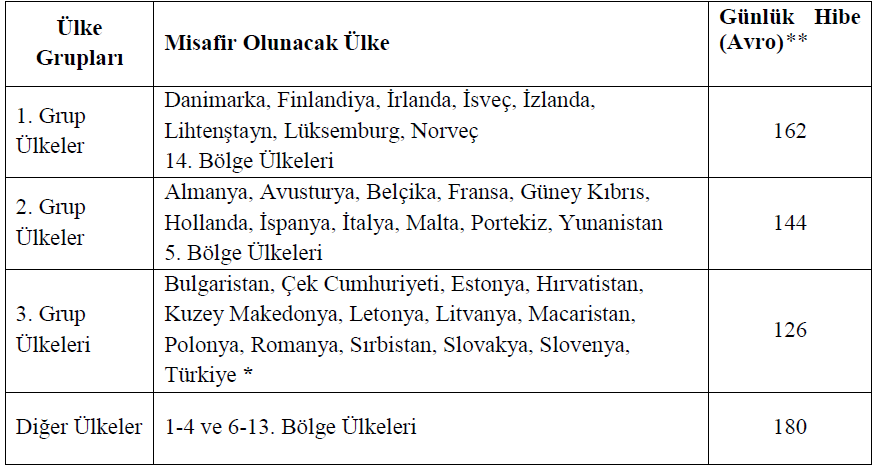 Ülke
Grupları
Misafir Olunacak Ülke
Günlük Hibe
(Avro)**
1. Grup
Ülkeler
Danimarka, Finlandiya, İrlanda, İsveç, İzlanda,
Lihtenştayn, Lüksemburg, Norveç
14. Bölge Ülkeleri
162
2. Grup
Ülkeler
Almanya, Avusturya, Belçika, Fransa, Güney Kıbrıs,
Hollanda, İspanya, İtalya, Malta, Portekiz, Yunanistan
5. Bölge Ülkeleri
144
3. Grup
Ülkeleri
Bulgaristan, Çek Cumhuriyeti, Estonya, Hırvatistan,
Kuzey Makedonya, Letonya, Litvanya, Macaristan,
Polonya, Romanya, Sırbistan, Slovakya, Slovenya,
Türkiye *
126
Diğer Ülkeler
1-4 ve 6-13. Bölge Ülkeleri
180